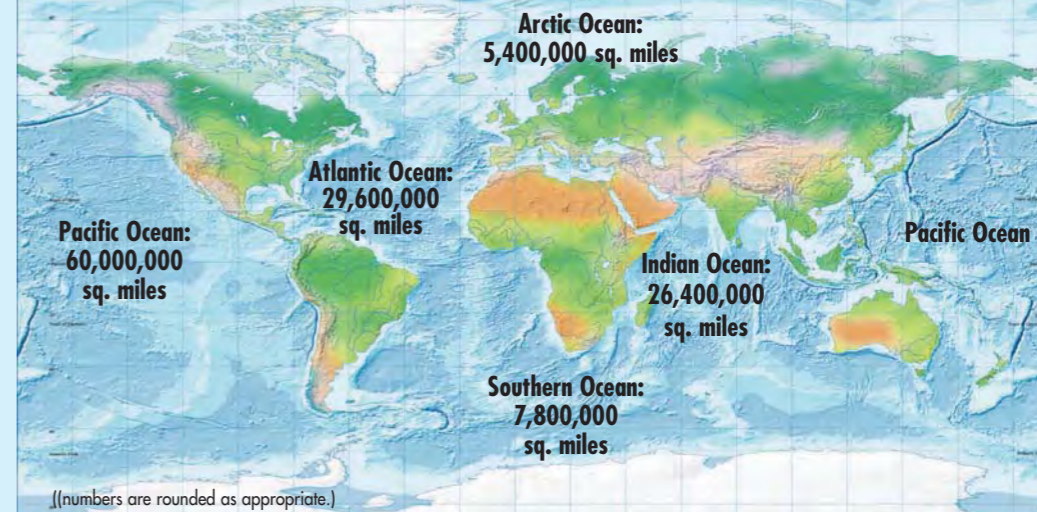 Arctic Ocean:
5,400,000 sq. miles
Atlantic Ocean:
29,600,000
sq. miles
Pacific Ocean:
60,000,000
sq. miles
Pacific Ocean
Indian Ocean:
26,400,000
sq. miles
Southern Ocean:
7,800,000
sq. miles
((numbers are rounded as appropriate.)